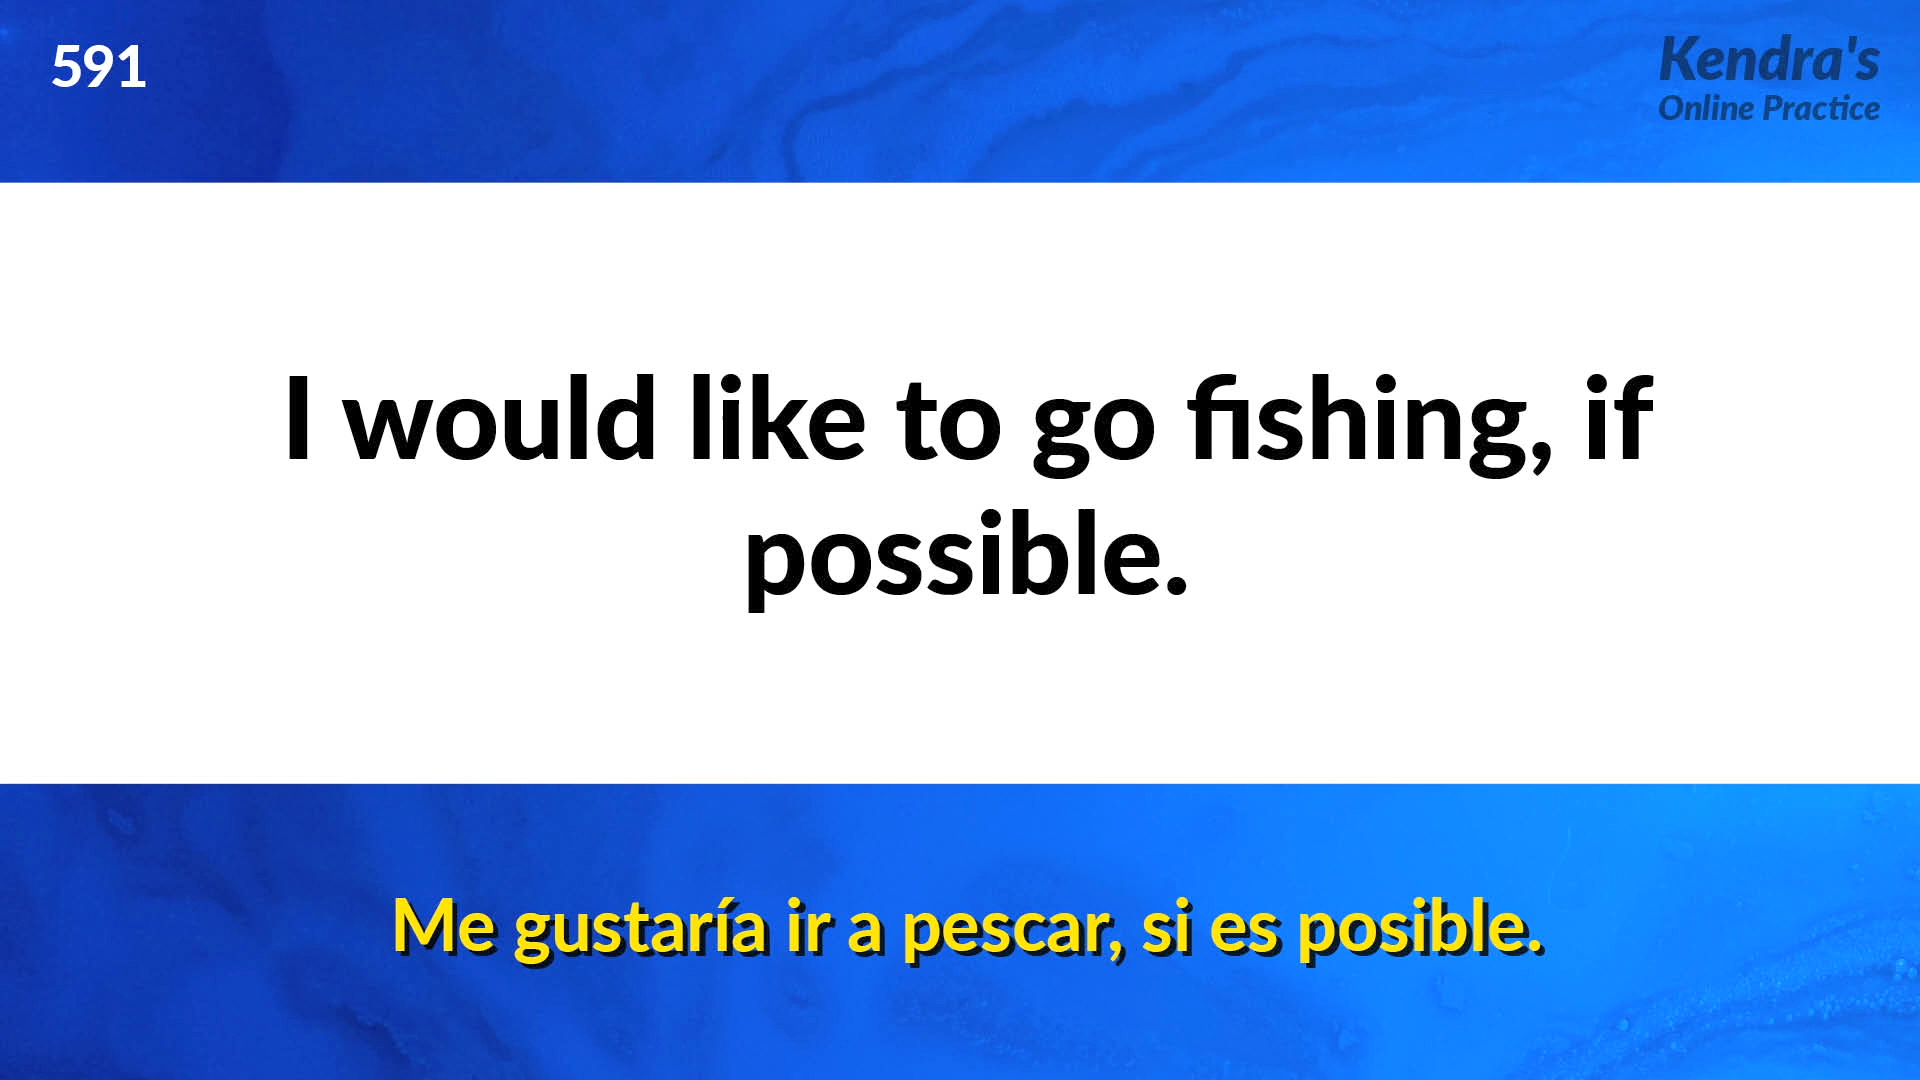 591
Kendra's
Online Practice
I would like to go fishing, if
possible.
Me gustaría ir a pescar, si es posible.